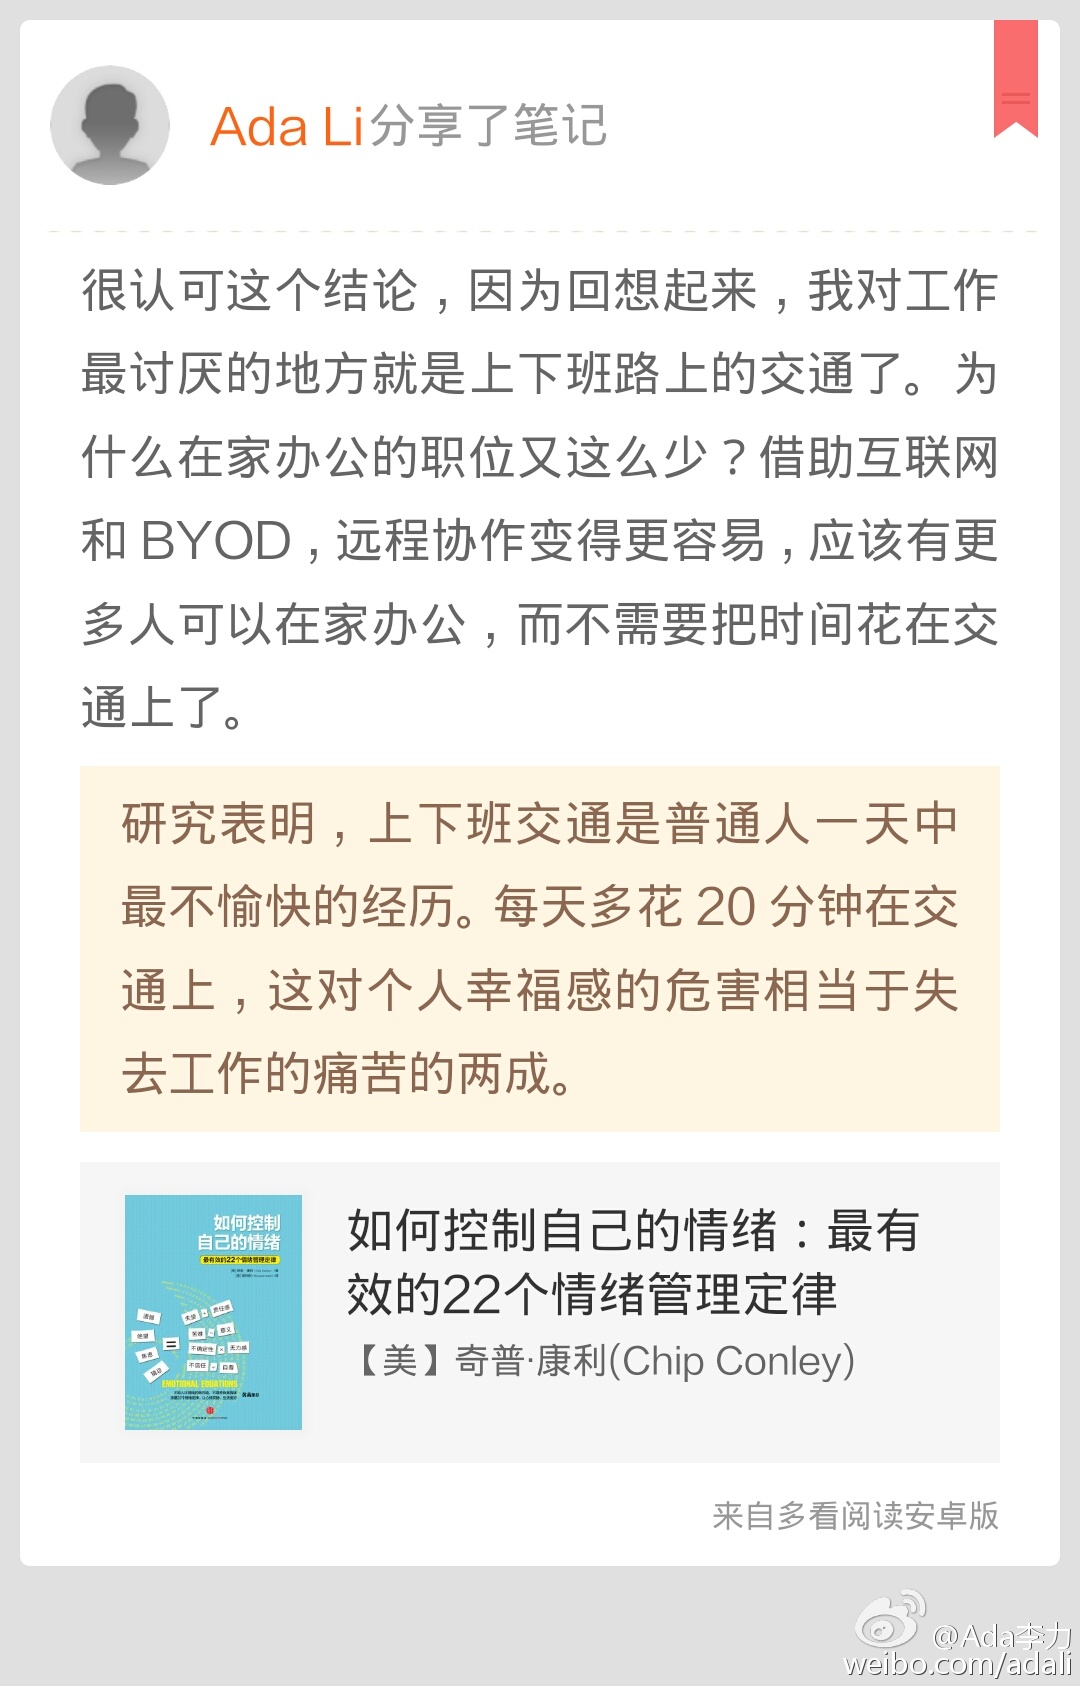 Ada Li分享了笔记
很认可这个结论，因为回想起来，我对工作
最讨厌的地方就是上下班路上的交通了。为
什么在家办公的职位又这么少？借助互联网
和 BYOD，远程协作变得更容易，应该有更
多人可以在家办公，而不需要把时间花在交
通上了。
研究表明，上下班交通是普通人一天中
最不愉快的经历。每天多花 20 分钟在交
通上，这对个人幸福感的危害相当于失
去工作的痛苦的两成。
如何控制
自己的情绪
最有效的22个情绪管理定律
EMOTIONAL EQUATIONS
如何控制自己的情绪：最有
效的22个情绪管理定律
【美】奇普·康利(Chip Conley)
来自多看阅读安卓版
@Ada李力
weibo.com/adali